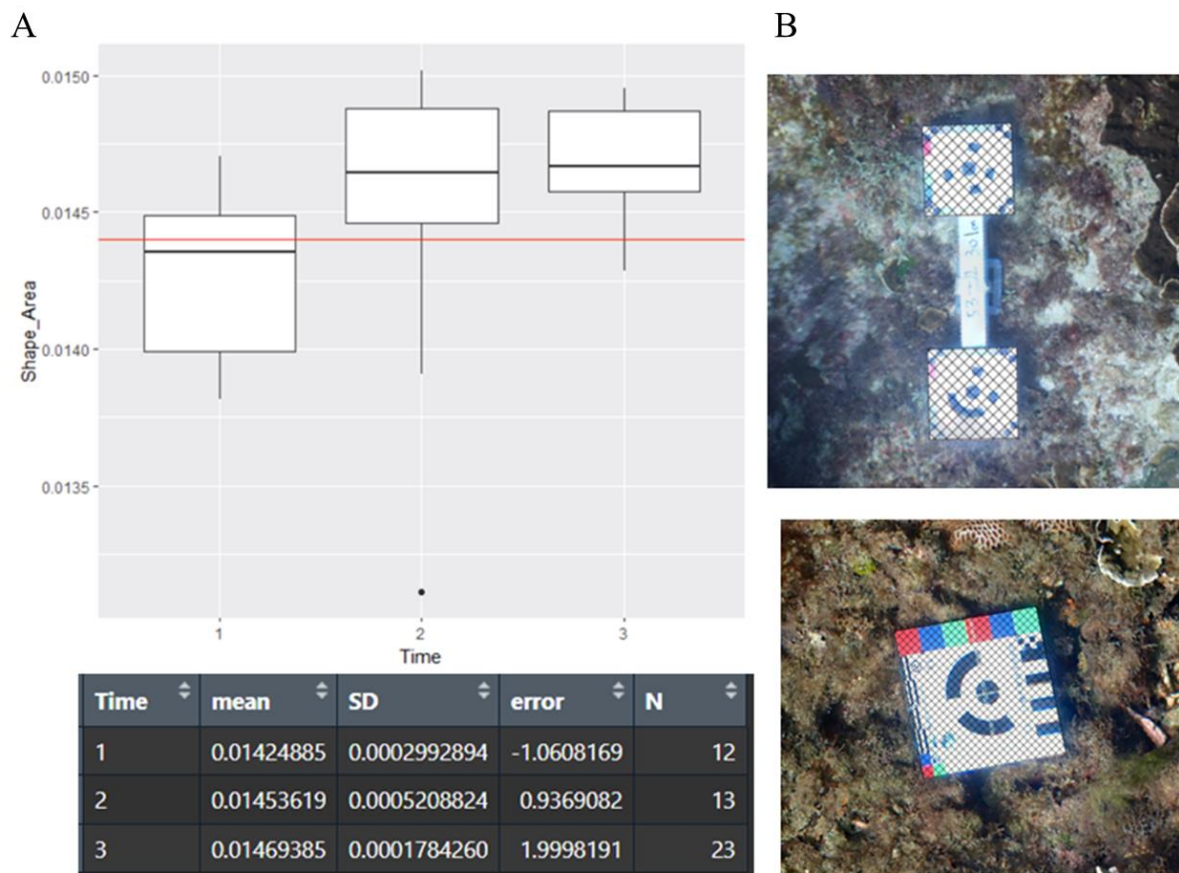 A
B
0.0150
0.0145
0.0140
0.0135
Shape_Area
1 2 3
Time
Time mean SD error N
1 0.01424885 0.0002992894 -1.0608169 12
2 0.01453619 0.0005208824 0.9369082 13
3 0.01469385 0.0001784260 1.9998191 23